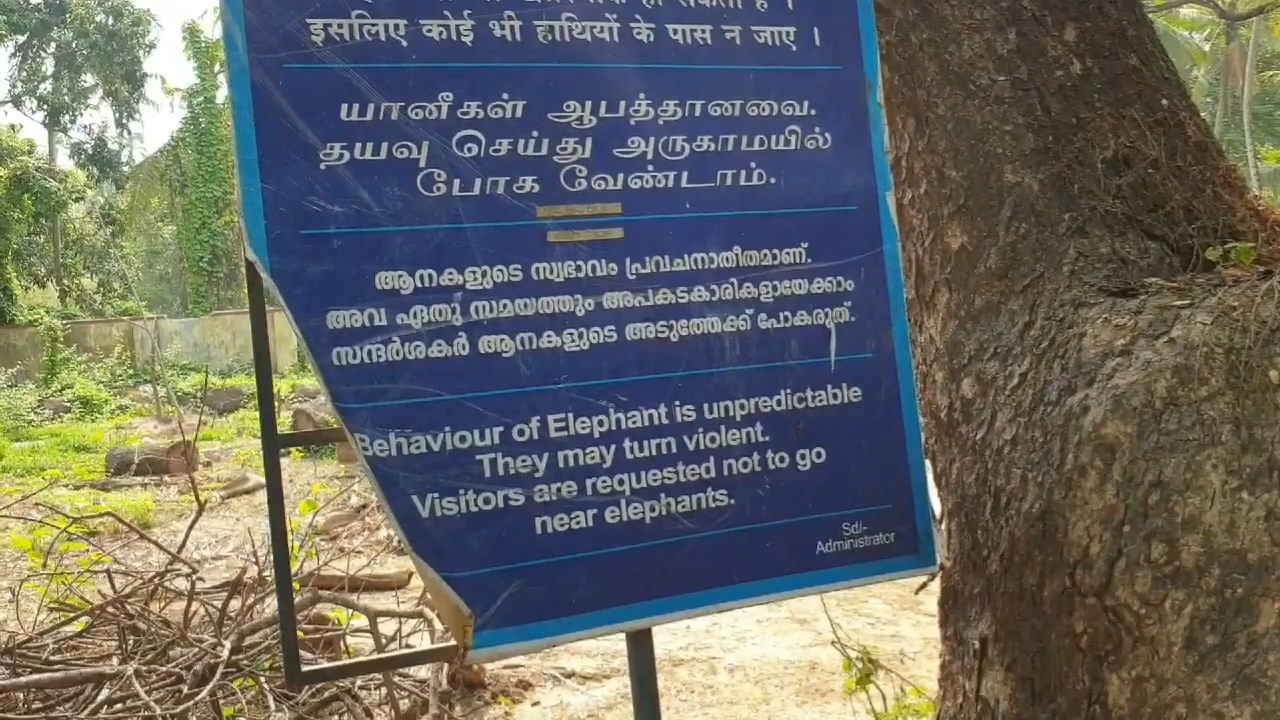 इसलिए कोई भी हाथियों के पास न जाए ।
யானீகள் ஆபத்தானவை.
தயவு செய்து அருகாமயில்
போக வேண்டாம்.
ആനകളുടെ സ്വഭാവം പ്രവചനാതീതമാണ്.
അവ ഏതു സമയത്തും അപകടകാരികളായേക്കാം
സന്ദർശകർ ആനകളുടെ അടുത്തേക്ക് പോകരുത്.
Behaviour of Elephant is unpredictable
They may turn violent.
Visitors are requested not to go
near elephants.
Sd/-
Administrator